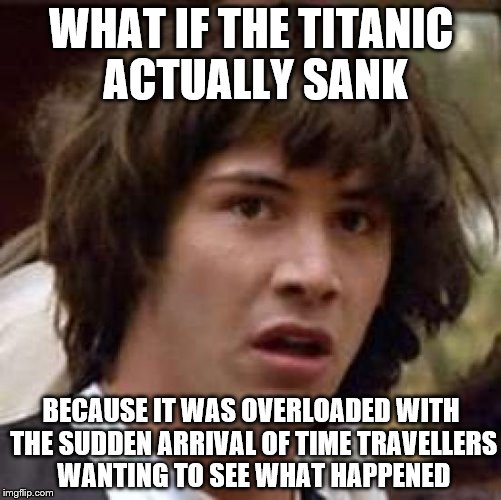 WHAT IF THE TITANIC
ACTUALLY SANK
BECAUSE IT WAS OVERLOADED WITH
THE SUDDEN ARRIVAL OF TIME TRAVELLERS
WANTING TO SEE WHAT HAPPENED
imgflip.com